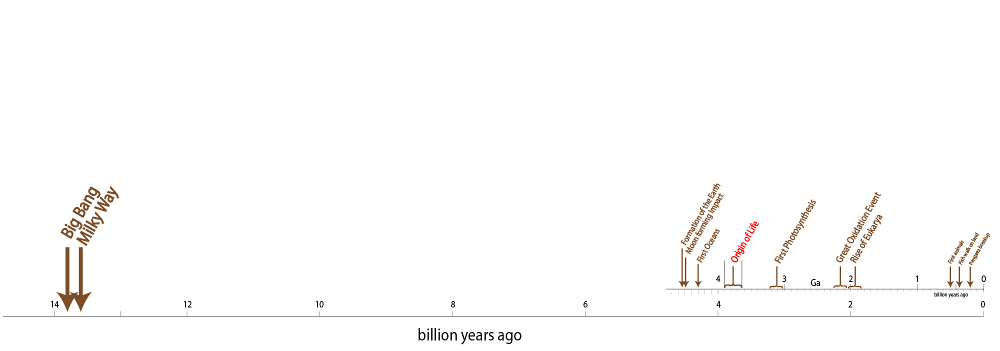 Big Bang
Milky Way
Formation of the Earth
Moon forming Impact
First Oceans
Origin of Life
First Photosynthesis
Great Oxidation Event
Rise of Eukarya
First animals
Fish walk on land
Pangaea breakup
4 3 Ga 2 1 0
billion years ago
14 12 10 8 6 4 2 0
billion years ago